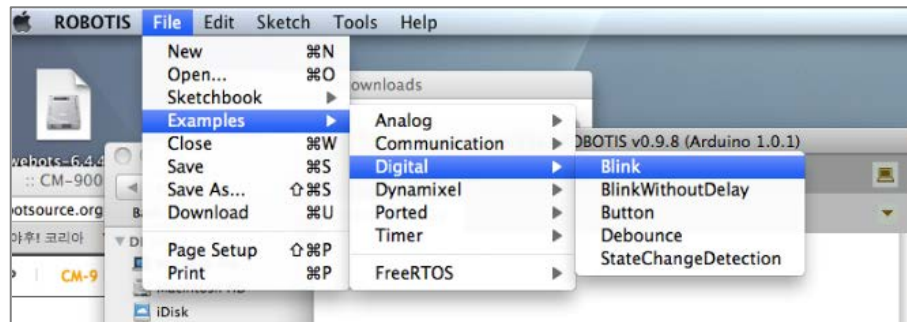 ROBOTIS File Edit Sketch Tools Help
New ⌘N
Open... ⌘O
Sketchbook
Examples
Close ⌘W
Save ⌘S
Save As... ⇧⌘S
Download ⌘U
Page Setup ⇧⌘P
Print ⌘P
Analog
Communication
Digital
Dynamixel
Ported
Timer
FreeRTOS
Blink
BlinkWithoutDelay
Button
Debounce
StateChangeDetection
ownloads
OBOTIS v0.9.8 (Arduino 1.0.1)
webots-6.4.4
:: CM-900
otsource.org
야후! 코리아
CM-9
iDisk